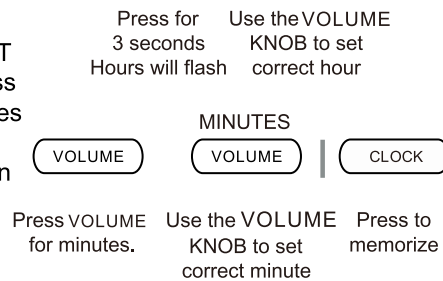 Press for Use the VOLUME
3 seconds KNOB to set
Hours will flash correct hour
MINUTES
VOLUME VOLUME CLOCK
Press VOLUME Use the VOLUME Press to
for minutes. KNOB to set memorize
correct minute